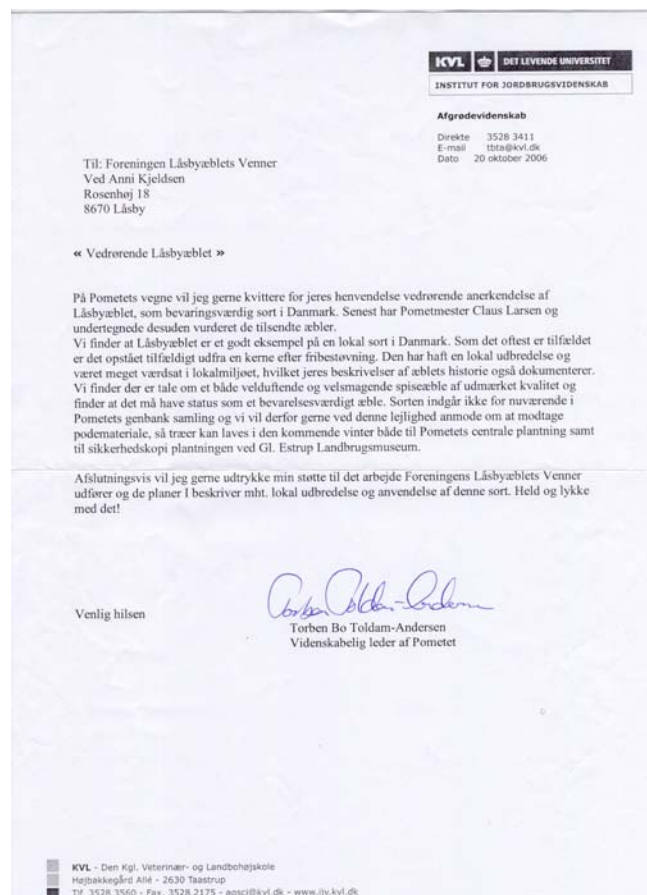 KVL DET LEVENDE UNIVERSITET
INSTITUT FOR JORDBRUGSVIDENSKAB
Afgrødevidenskab
Direkte 3528 3411
E-mail tbta@kvl.dk
Dato 20 oktober 2006
Til: Foreningen Låsbyæblets Venner
Ved Anni Kjeldsen
Rosenhøj 18
8670 Låsby
« Vedrørende Låsbyæblet »
På Pometets vegne vil jeg gerne kvittere for jeres henvendelse vedrørende anerkendelse af
Låsbyæblet, som bevaringsværdig sort i Danmark. Senest har Pometmester Claus Larsen og
undertegnede desuden vurderet de tilsendte æbler.
Vi finder at Låsbyæblet er et godt eksempel på en lokal sort i Danmark. Som det oftest er tilfældet
er det opstået tilfældigt udfra en kerne efter fribestøvning. Den har haft en lokal udbredelse og
været meget værdsat i lokalmiljøet, hvilket jeres beskrivelser af æblets historie også dokumenterer.
Vi finder der er tale om et både velduftende og velsmagende spiseæble af udmærket kvalitet og
finder at det må have status som et bevarelsesværdigt æble. Sorten indgår ikke for nuværende i
Pometets genbank samling og vi vil derfor gerne ved denne lejlighed anmode om at modtage
podemateriale, så træer kan laves i den kommende vinter både til Pometets centrale plantning samt
til sikkerhedskopi plantningen ved Gl. Estrup Landbrugsmuseum.
Afslutningsvis vil jeg gerne udtrykke min støtte til det arbejde Foreningens Låsbyæblets Venner
udfører og de planer I beskriver mht. lokal udbredelse og anvendelse af denne sort. Held og lykke
med det!
Venlig hilsen
Torben Toldam-Andersen
Torben Bo Toldam-Andersen
Videnskabelig leder af Pometet
KVL - Den Kgl. Veterinær- og Landbohøjskole
Højbakkegård Allé - 2630 Taastrup
Tlf. 3528 3560 - Fax. 3528 2175 - agsci@kvl.dk - www.ijv.kvl.dk